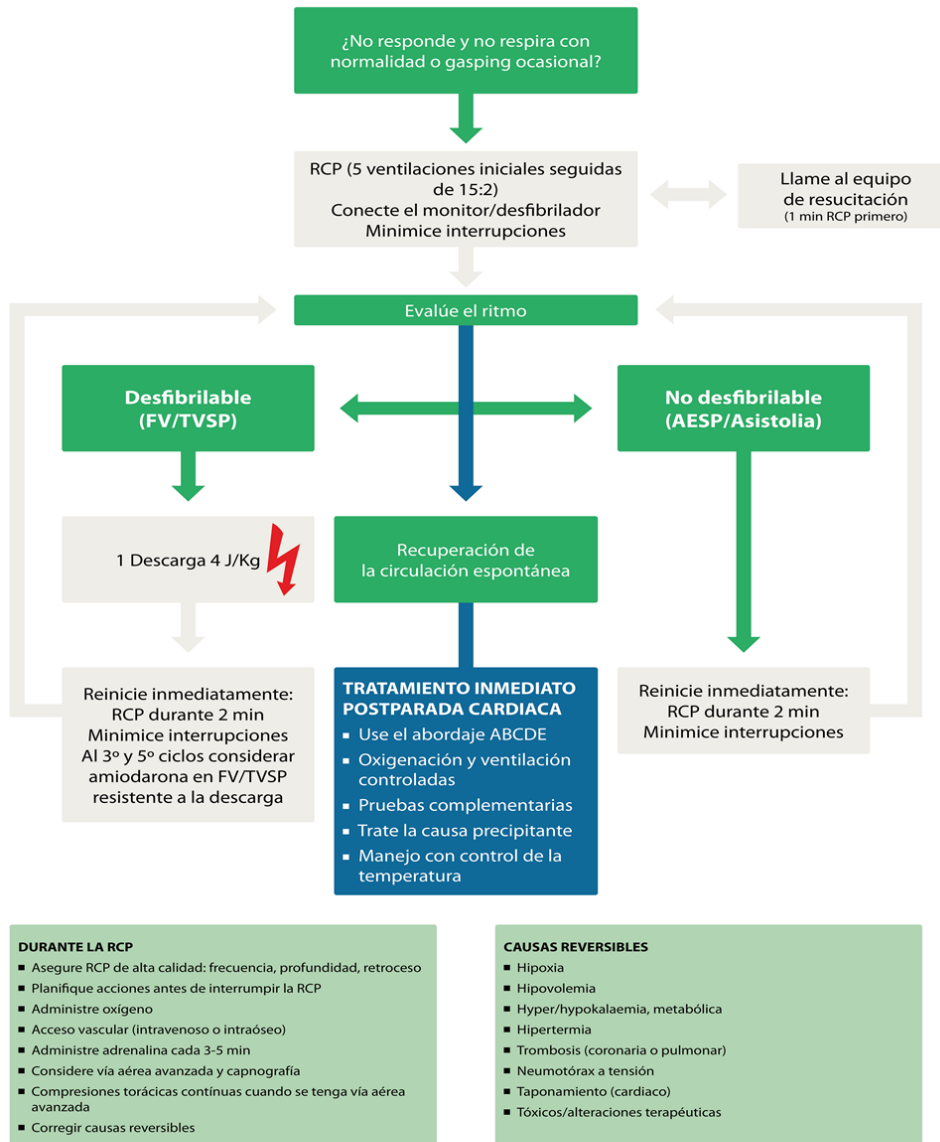 ¿No responde y no respira con
normalidad o gasping ocasional?
RCP (5 ventilaciones iniciales seguidas
de 15:2)
Conecte el monitor/desfibrilador
Minimice interrupciones
Llame al equipo
de resucitación
(1 min RCP primero)
Evalúe el ritmo
Desfibrilable
(FV/TVSP)
No desfibrilable
(AESP/Asistolia)
1 Descarga 4 J/Kg
Recuperación de
la circulación espontánea
Reinicie inmediatamente:
RCP durante 2 min
Minimice interrupciones
Al 3º y 5º ciclos considerar
amiodarona en FV/TVSP
resistente a la descarga
TRATAMIENTO INMEDIATO
POSTPARADA CARDIACA
▪ Use el abordaje ABCDE
▪ Oxigenación y ventilación
controladas
▪ Pruebas complementarias
▪ Trate la causa precipitante
▪ Manejo con control de la
temperatura
Reinicie inmediatamente:
RCP durante 2 min
Minimice interrupciones
DURANTE LA RCP
▪ Asegure RCP de alta calidad: frecuencia, profundidad, retroceso
▪ Planifique acciones antes de interrumpir la RCP
▪ Administre oxígeno
▪ Acceso vascular (intravenoso o intraóseo)
▪ Administre adrenalina cada 3-5 min
▪ Considere vía aérea avanzada y capnografía
▪ Compresiones torácicas contínuas cuando se tenga vía aérea
avanzada
▪ Corregir causas reversibles
CAUSAS REVERSIBLES
▪ Hipoxia
▪ Hipovolemia
▪ Hyper/hypokalaemia, metabólica
▪ Hipertermia
▪ Trombosis (coronaria o pulmonar)
▪ Neumotórax a tensión
▪ Taponamiento (cardiaco)
▪ Tóxicos/alteraciones terapéuticas